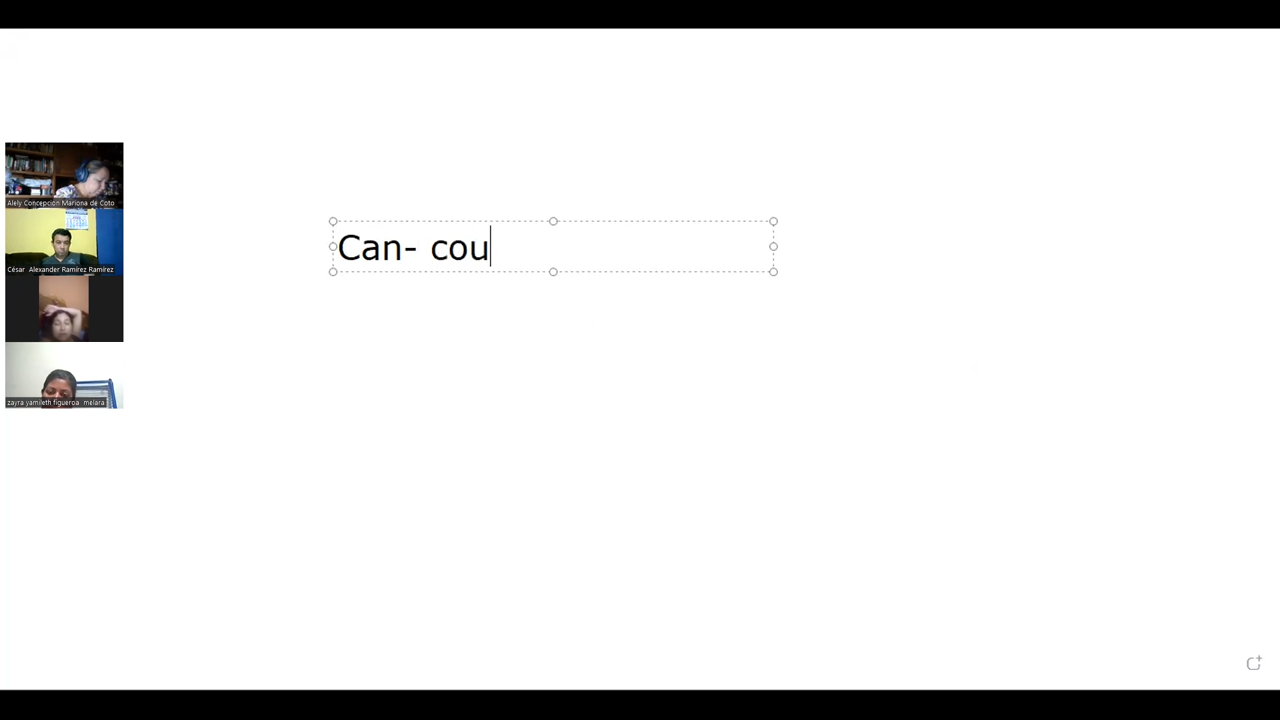 Can- cou
Alely Concepción Mariona de Coto
César Alexander Ramírez Ramírez
zayra yamileth figueroa melara